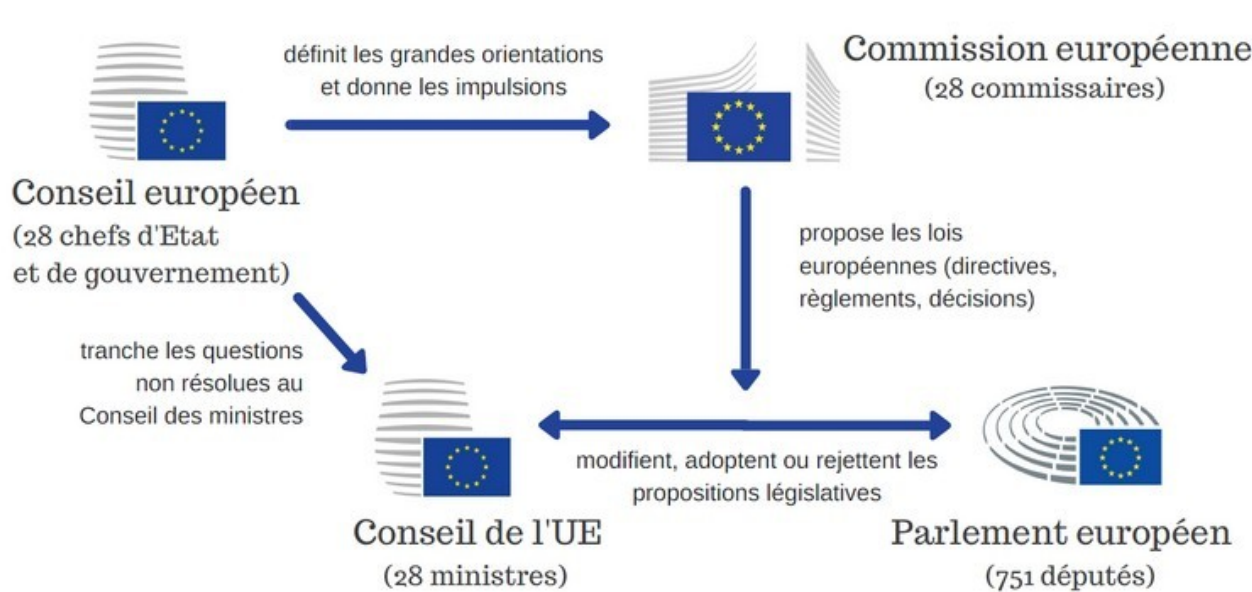 définit les grandes orientations
et donne les impulsions
Commission européenne
(28 commissaires)
Conseil européen
(28 chefs d'Etat
et de gouvernement)
propose les lois
européennes (directives,
règlements, décisions)
tranche les questions
non résolues au
Conseil des ministres
modifient, adoptent ou rejettent les
propositions législatives
Conseil de l'UE
(28 ministres)
Parlement européen
(751 députés)